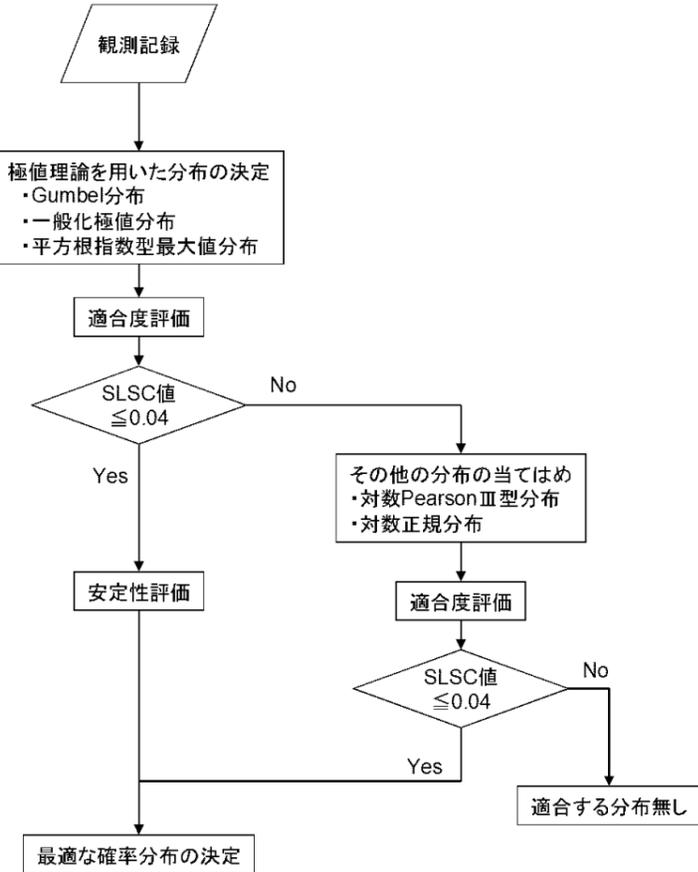 観測記録
極値理論を用いた分布の決定
・Gumbel分布
・一般化極値分布
・平方根指数型最大値分布
適合度評価
SLSC値
≦0.04
No
Yes
その他の分布の当てはめ
・対数PearsonⅢ型分布
・対数正規分布
安定性評価
適合度評価
SLSC値
≦0.04
No
Yes
適合する分布無し
最適な確率分布の決定